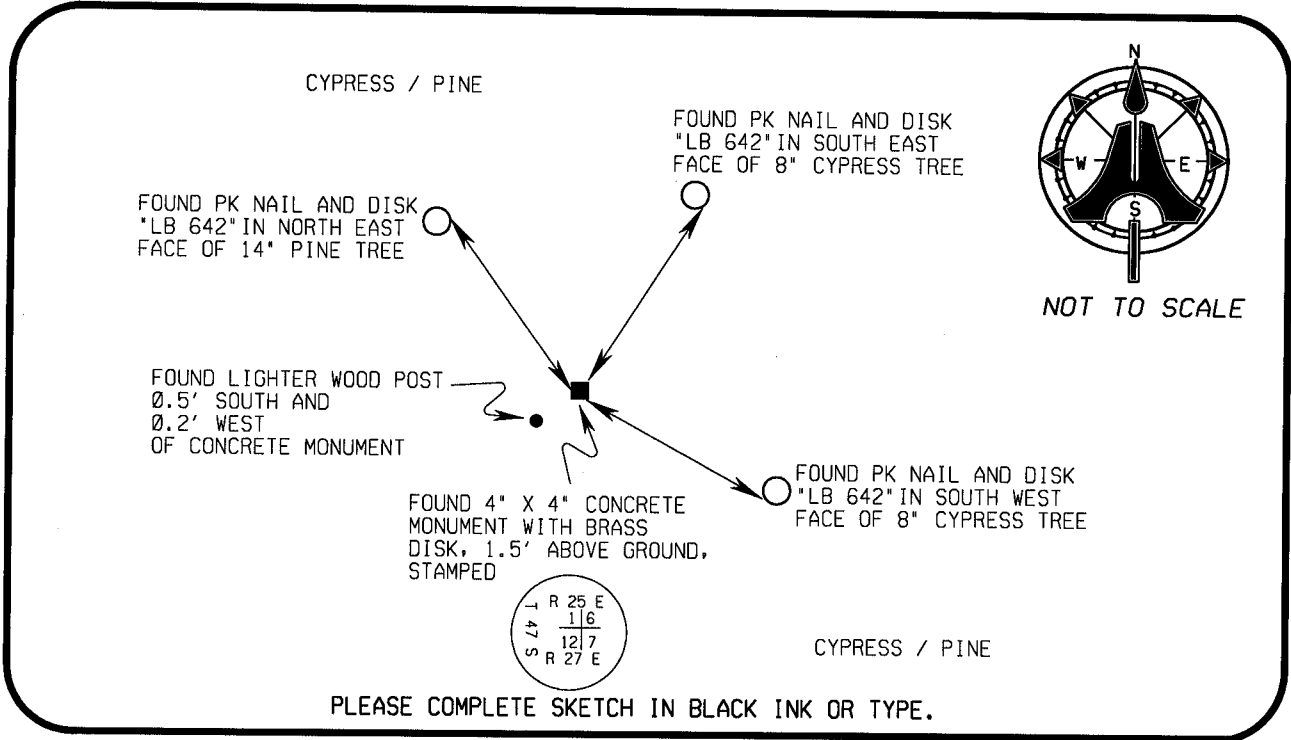 CYPRESS / PINE
N
W
E
S
NOT TO SCALE
FOUND PK NAIL AND DISK
"LB 642" IN SOUTH EAST
FACE OF 8" CYPRESS TREE
FOUND PK NAIL AND DISK
"LB 642" IN NORTH EAST
FACE OF 14" PINE TREE
FOUND LIGHTER WOOD POST
0.5' SOUTH AND
0.2' WEST
OF CONCRETE MONUMENT
FOUND PK NAIL AND DISK
"LB 642" IN SOUTH WEST
FACE OF 8" CYPRESS TREE
FOUND 4" X 4" CONCRETE
MONUMENT WITH BRASS
DISK, 1.5' ABOVE GROUND,
STAMPED
T 47 S
R 25 E
1 6
12 7
R 27 E
CYPRESS / PINE
PLEASE COMPLETE SKETCH IN BLACK INK OR TYPE.